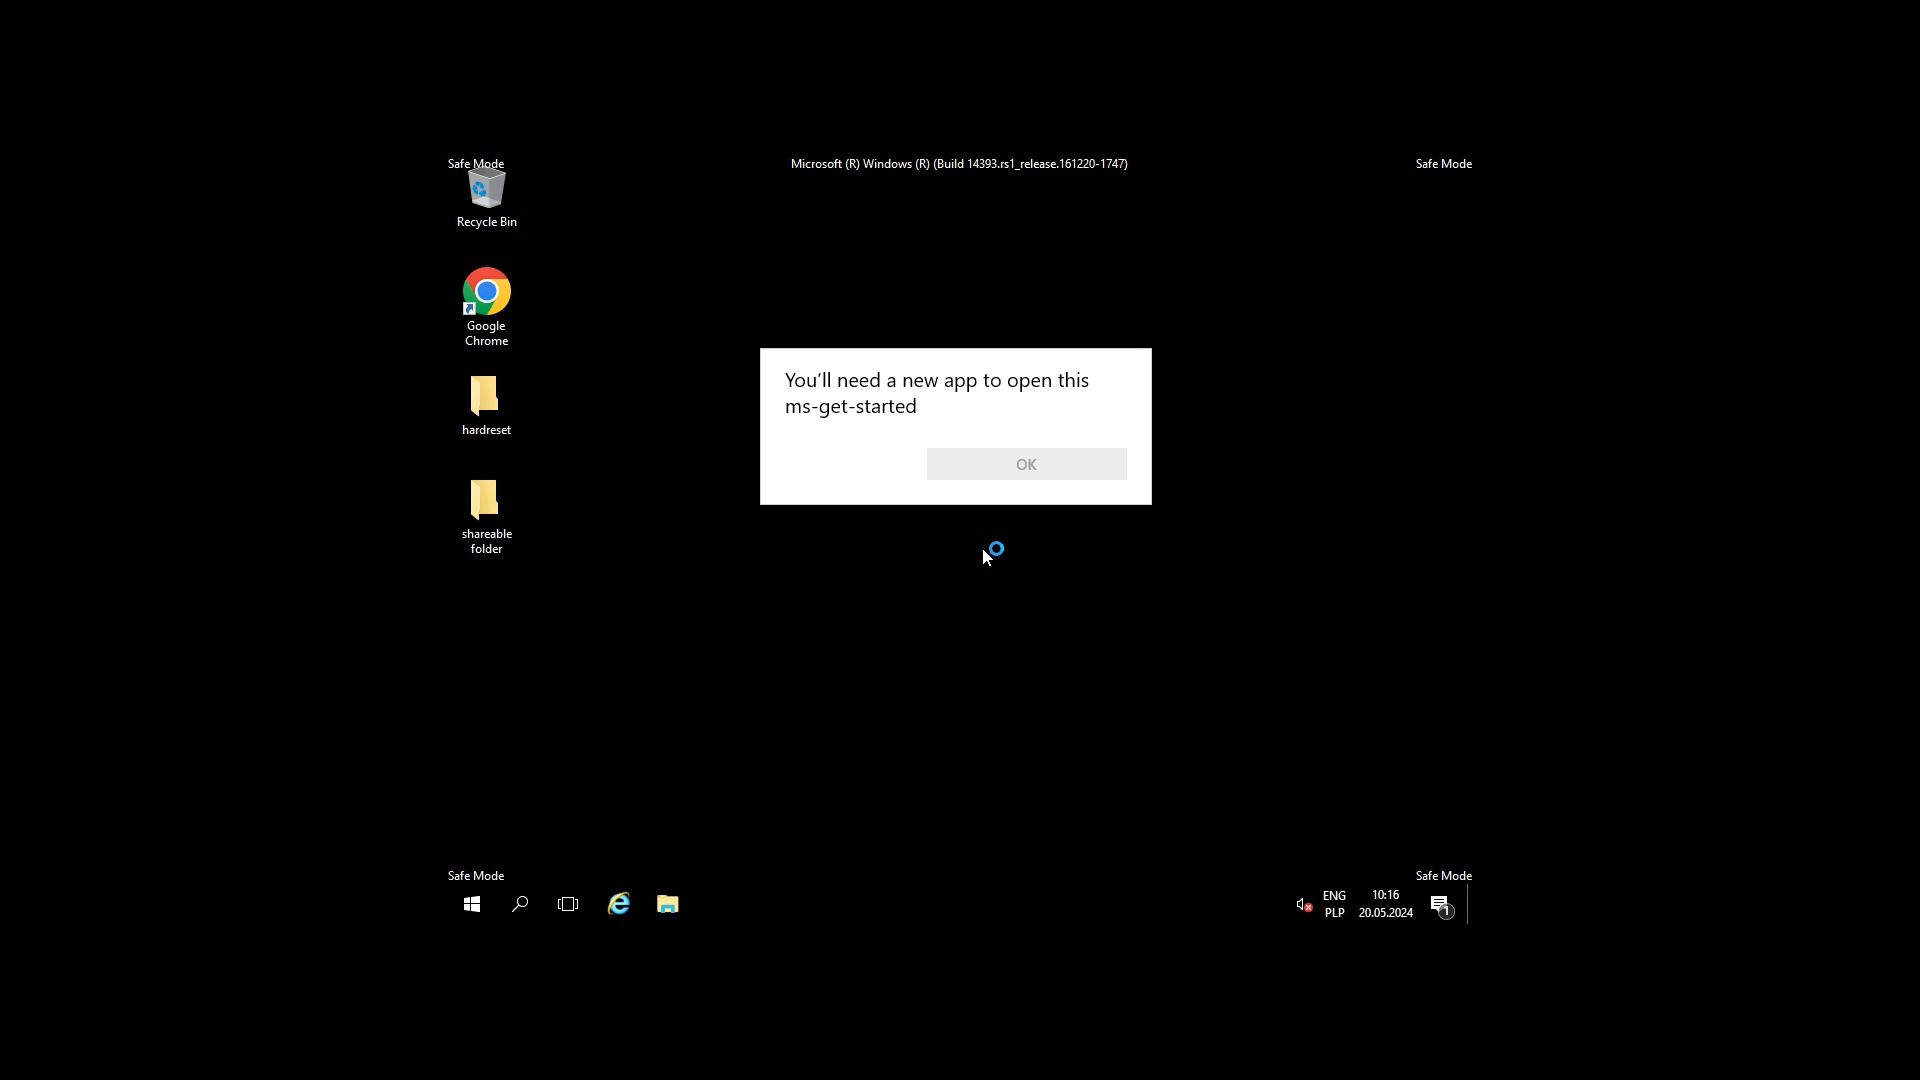 Safe Mode
Microsoft (R) Windows (R) (Build 14393.rs1_release.161220-1747)
Safe Mode
Recycle Bin
Google
Chrome
hardreset
shareable
folder
You'll need a new app to open this
ms-get-started
OK
Safe Mode
Safe Mode
ENG
PLP
10:16
20.05.2024
1